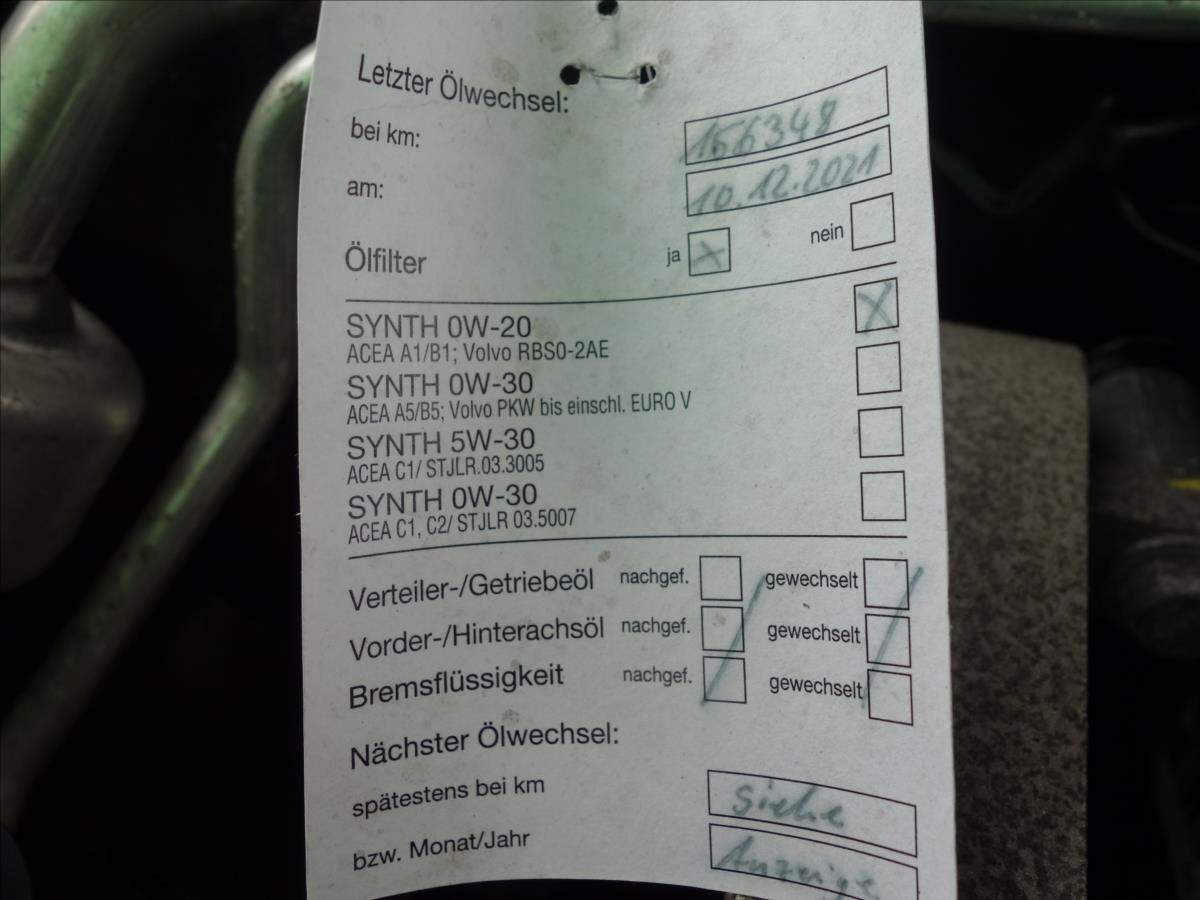 Letzter Ölwechsel:
bei km: 156348
am: 10.12.2021
Ölfilter ja nein
SYNTH 0W-20
ACEA A1/B1; Volvo RBS0-2AE
SYNTH 0W-30
ACEA A5/B5; Volvo PKW bis einschl. EURO V
SYNTH 5W-30
ACEA C1/ STJLR.03.3005
SYNTH 0W-30
ACEA C1, C2/ STJLR 03.5007
Verteiler-/Getriebeöl nachgef. gewechselt
Vorder-/Hinterachsöl nachgef. gewechselt
Bremsflüssigkeit nachgef. gewechselt
Nächster Ölwechsel:
spätestens bei km siehe
bzw. Monat/Jahr Anzeige